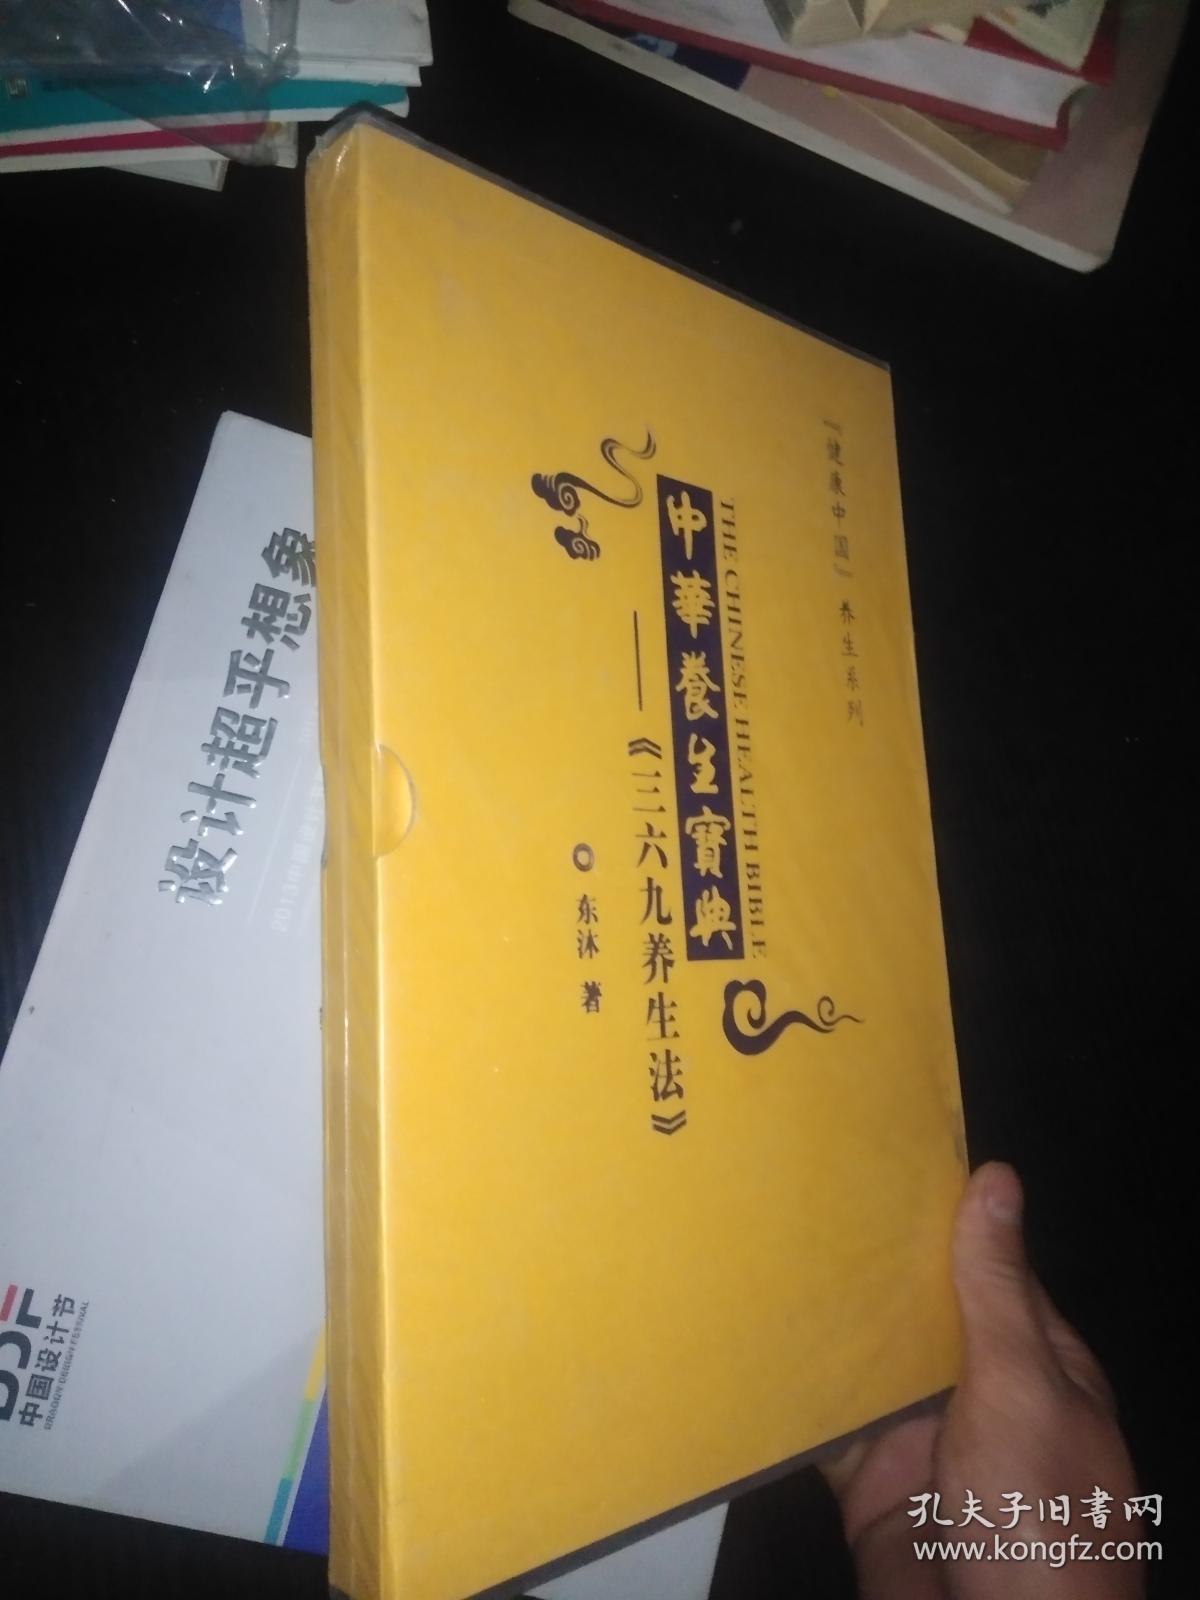 『健康中国』养生系列
THE CHINESE HEALTH BIBLE
中華養生寶典
——《三六九养生法》
东沐 著
设计超乎想象
中国设计节
DRAGON DESIGN FESTIVAL
孔夫子旧书网
www.kongfz.com